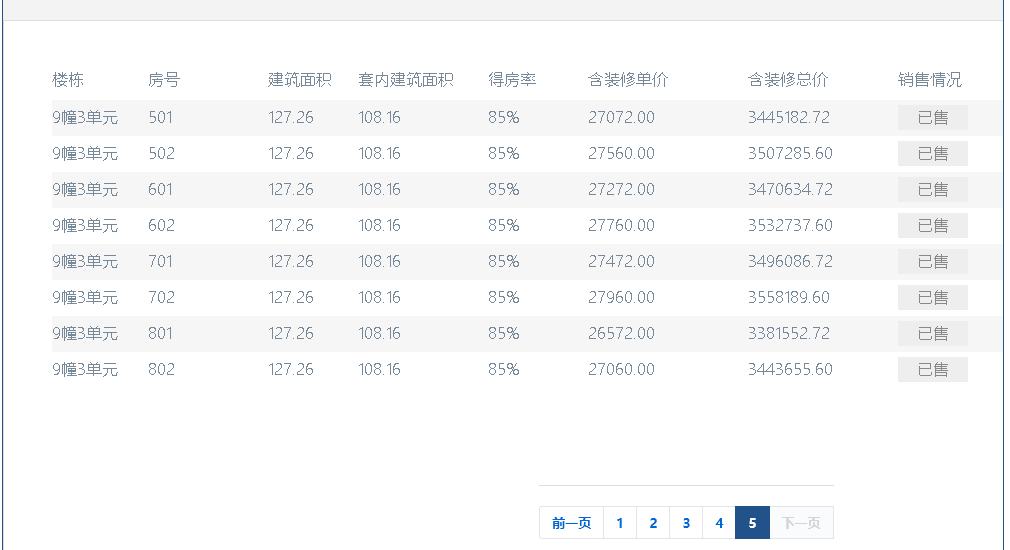 楼栋 房号 建筑面积 套内建筑面积 得房率 含装修单价 含装修总价 销售情况
9幢3单元 501 127.26 108.16 85% 27072.00 3445182.72 已售
9幢3单元 502 127.26 108.16 85% 27560.00 3507285.60 已售
9幢3单元 601 127.26 108.16 85% 27272.00 3470634.72 已售
9幢3单元 602 127.26 108.16 85% 27760.00 3532737.60 已售
9幢3单元 701 127.26 108.16 85% 27472.00 3496086.72 已售
9幢3单元 702 127.26 108.16 85% 27960.00 3558189.60 已售
9幢3单元 801 127.26 108.16 85% 26572.00 3381552.72 已售
9幢3单元 802 127.26 108.16 85% 27060.00 3443655.60 已售
前一页 1 2 3 4 5 下一页